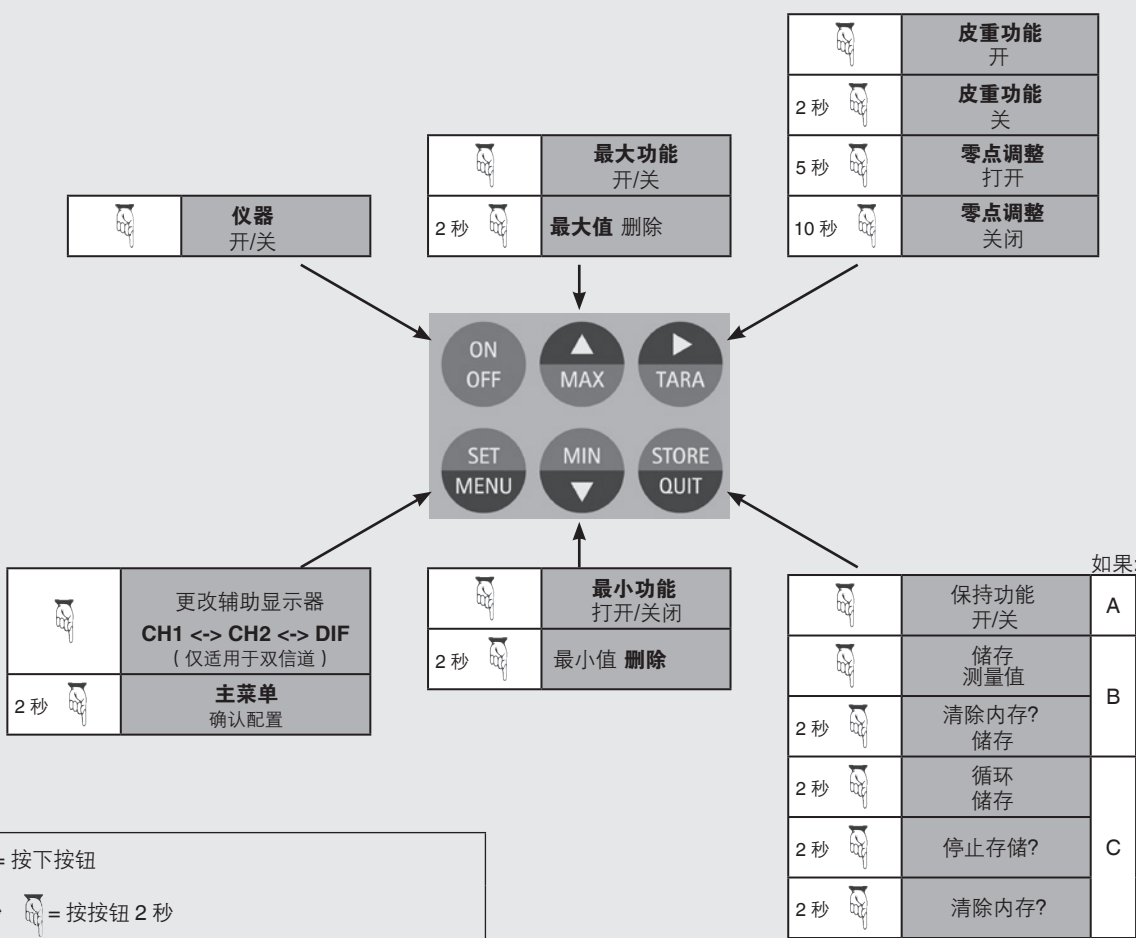 皮重功能
开
2 秒
皮重功能
关
5 秒
零点调整
打开
10 秒
零点调整
关闭
最大功能
开/关
2 秒
最大值 删除
仪器
开/关
ON
OFF
MAX
TARA
SET
MENU
MIN
STORE
QUIT
更改辅助显示器
CH1 <-> CH2 <-> DIF
( 仅适用于双信道 )
2 秒
主菜单
确认配置
最小功能
打开/关闭
2 秒
最小值 删除
如果
保持功能
开/关
A
储存
测量值
B
2 秒
清除内存?
储存
2 秒
循环
储存
C
2 秒
停止存储?
2 秒
清除内存?
= 按下按钮
= 按按钮 2 秒